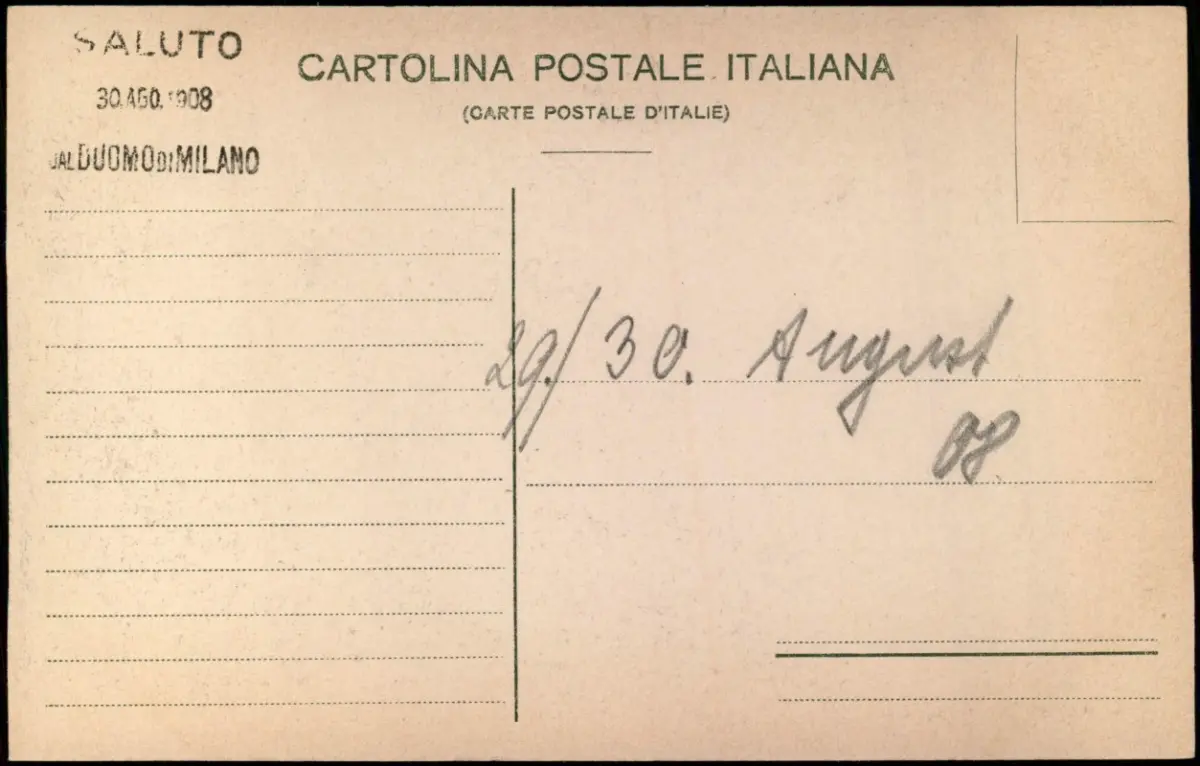 SALUTO
30.AGO.1908
DAL DUOMO DI MILANO
CARTOLINA POSTALE ITALIANA
(CARTE POSTALE D'ITALIE)
29./30. August
08.